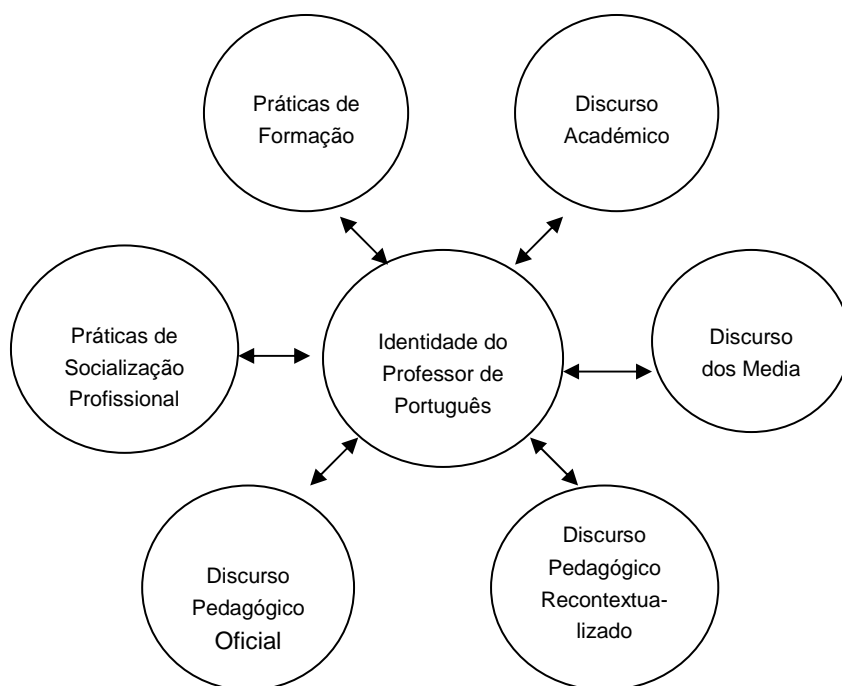 Práticas de
Formação
Discurso
Académico
Práticas de
Socialização
Profissional
Identidade do
Professor de
Português
Discurso
dos Media
Discurso
Pedagógico
Oficial
Discurso
Pedagógico
Recontextua-
lizado